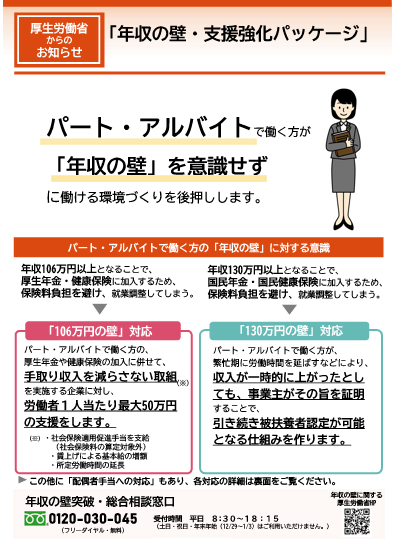 厚生労働省
からの
お知らせ
「年収の壁・支援強化パッケージ」
パート・アルバイトで働く方が
「年収の壁」を意識せず
に働ける環境づくりを後押しします。
パート・アルバイトで働く方の「年収の壁」に対する意識
年収106万円以上となることで、
厚生年金・健康保険に加入するため、
保険料負担を避け、就業調整してしまう。
年収130万円以上となることで、
国民年金・国民健康保険に加入するため、
保険料負担を避け、就業調整してしまう。
「106万円の壁」対応
パート・アルバイトで働く方の、
厚生年金や健康保険の加入に併せて、
手取り収入を減らさない取組(※)
を実施する企業に対し、
労働者1人当たり最大50万円
の支援をします。
(※)・社会保険適用促進手当を支給
(社会保険料の算定対象外)
・賃上げによる基本給の増額
・所定労働時間の延長
「130万円の壁」対応
パート・アルバイトで働く方が、
繁忙期に労働時間を延ばすなどにより、
収入が一時的に上がったとし
ても、事業主がその旨を証明
することで、
引き続き被扶養者認定が可能
となる仕組みを作ります。
▶この他に「配偶者手当への対応」もあり、各対応の詳細は裏面をご覧ください。
年収の壁突破・総合相談窓口
0120-030-045
(フリーダイヤル・無料)
受付時間 平日 8:30~18:15
(土日・祝日・年末年始(12/29~1/3)はご利用いただけません。)
年収の壁に関する
厚生労働省HP